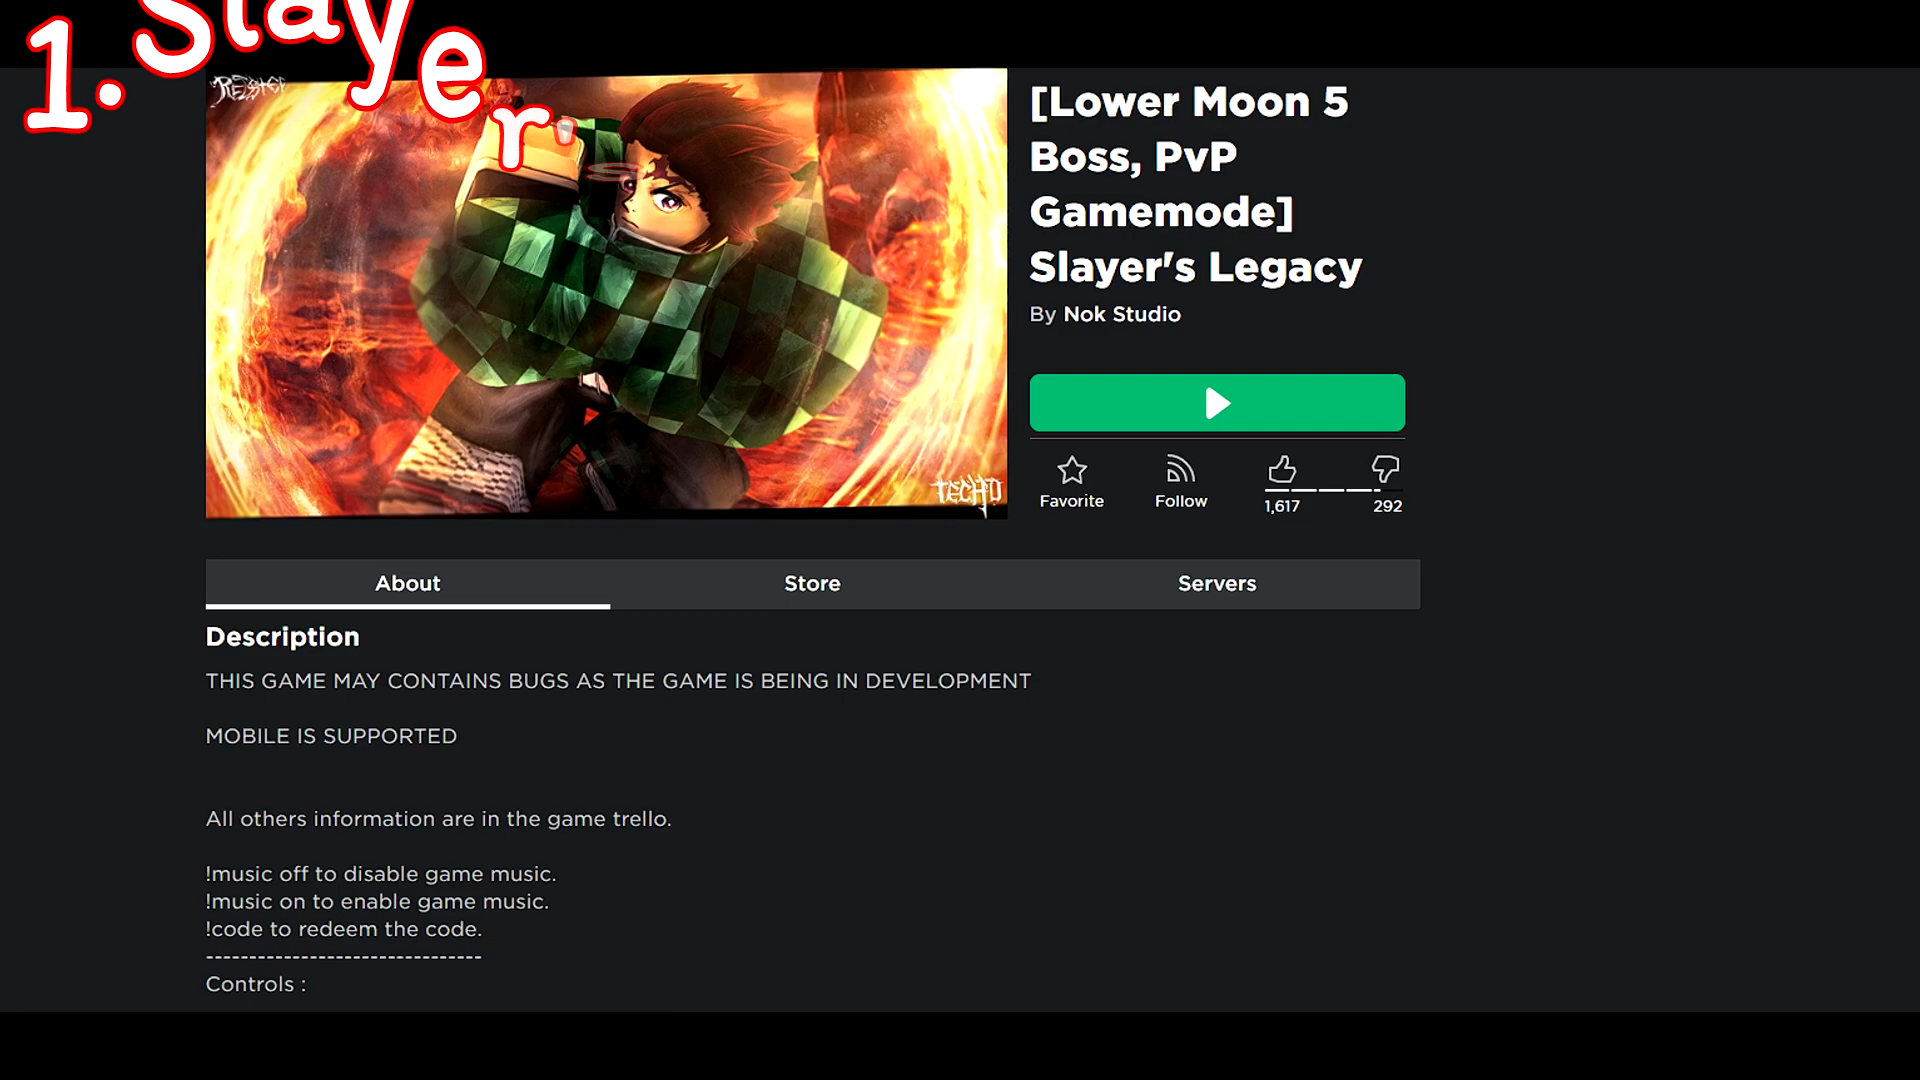 1. Slayer'
REISTER
[Lower Moon 5
Boss, PvP
Gamemode]
Slayer's Legacy
By Nok Studio
Favorite
Follow
1,617
292
TECHO
About
Store
Servers
Description
THIS GAME MAY CONTAINS BUGS AS THE GAME IS BEING IN DEVELOPMENT
MOBILE IS SUPPORTED
All others information are in the game trello.
!music off to disable game music.
!music on to enable game music.
!code to redeem the code.
--------------------------------
Controls :